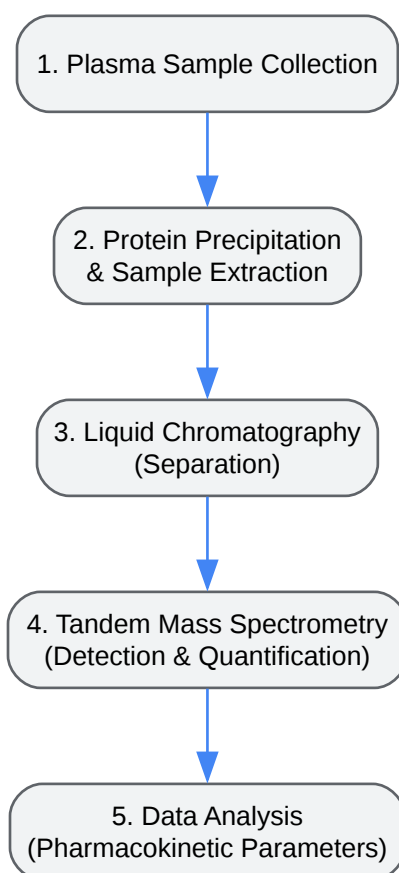 1. Plasma Sample Collection
2. Protein Precipitation
& Sample Extraction
3. Liquid Chromatography
(Separation)
4. Tandem Mass Spectrometry
(Detection & Quantification)
5. Data Analysis
(Pharmacokinetic Parameters)